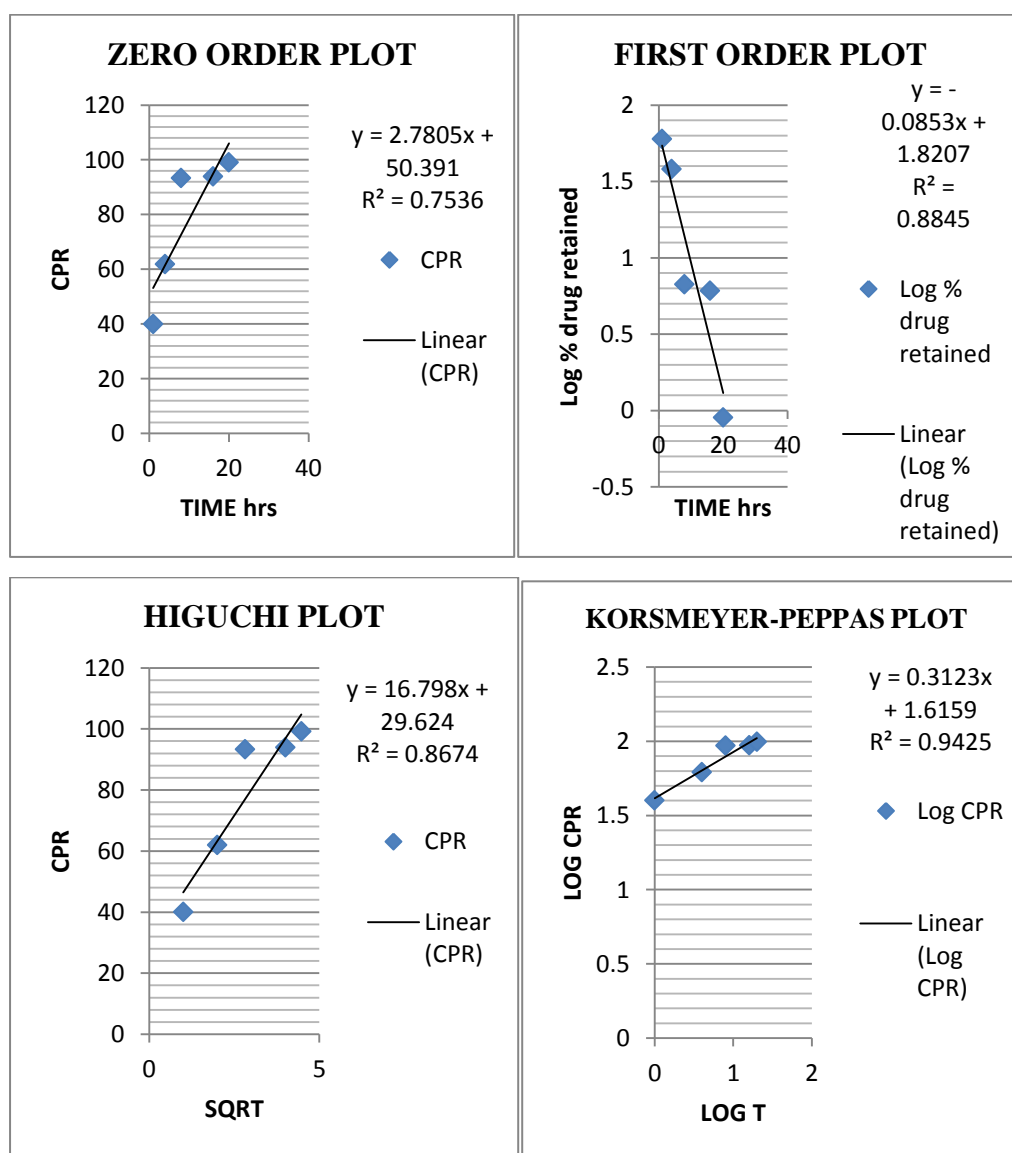 ZERO ORDER PLOT
120
100
80
60
40
20
0
0
20
40
CPR
TIME hrs
y = 2.7805x +
50.391
R² = 0.7536
CPR
Linear
(CPR)
FIRST ORDER PLOT
2
1.5
1
0.5
0
-0.5
0
20
40
Log % drug retained
TIME hrs
y = -
0.0853x +
1.8207
R² =
0.8845
Log %
drug
retained
Linear
(Log %
drug
retained)
HIGUCHI PLOT
120
100
80
60
40
20
0
0
5
CPR
SQRT
y = 16.798x +
29.624
R² = 0.8674
CPR
Linear
(CPR)
KORSMEYER-PEPPAS PLOT
2.5
2
1.5
1
0.5
0
0
1
2
LOG CPR
LOG T
y = 0.3123x
+ 1.6159
R² = 0.9425
Log CPR
Linear
(Log
CPR)